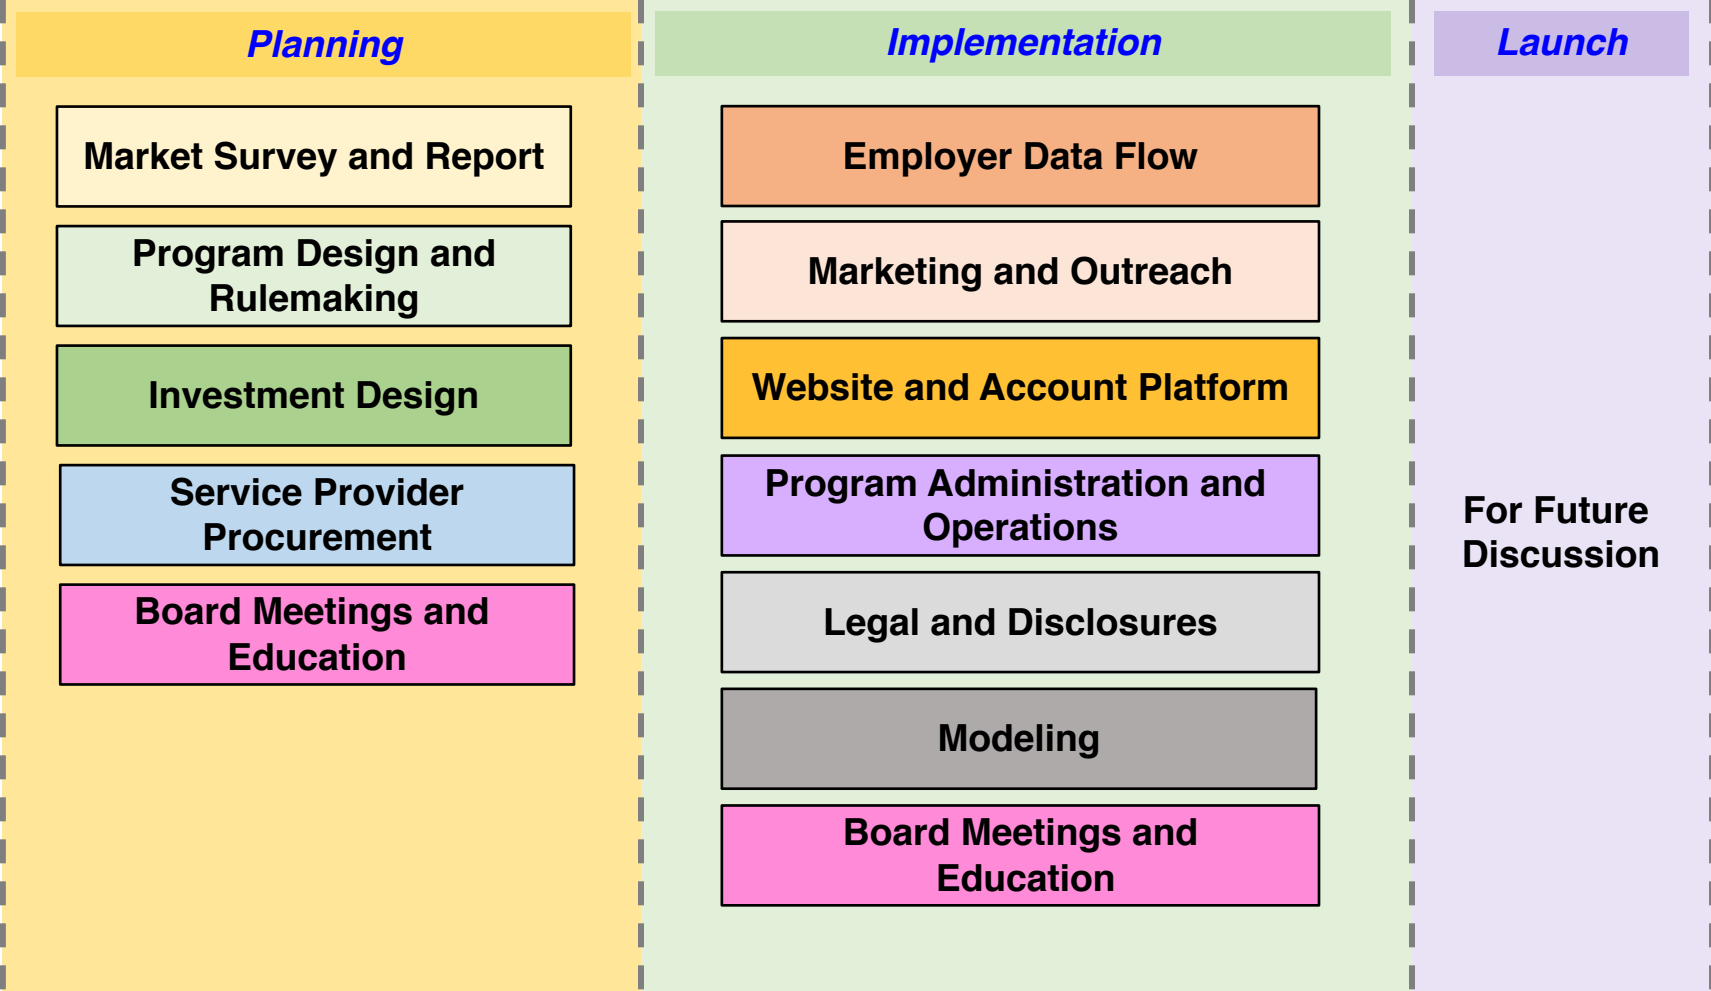 Planning
Market Survey and Report
Program Design and
Rulemaking
Investment Design
Service Provider
Procurement
Board Meetings and
Education
Implementation
Employer Data Flow
Marketing and Outreach
Website and Account Platform
Program Administration and
Operations
Legal and Disclosures
Modeling
Board Meetings and
Education
Launch
For Future
Discussion